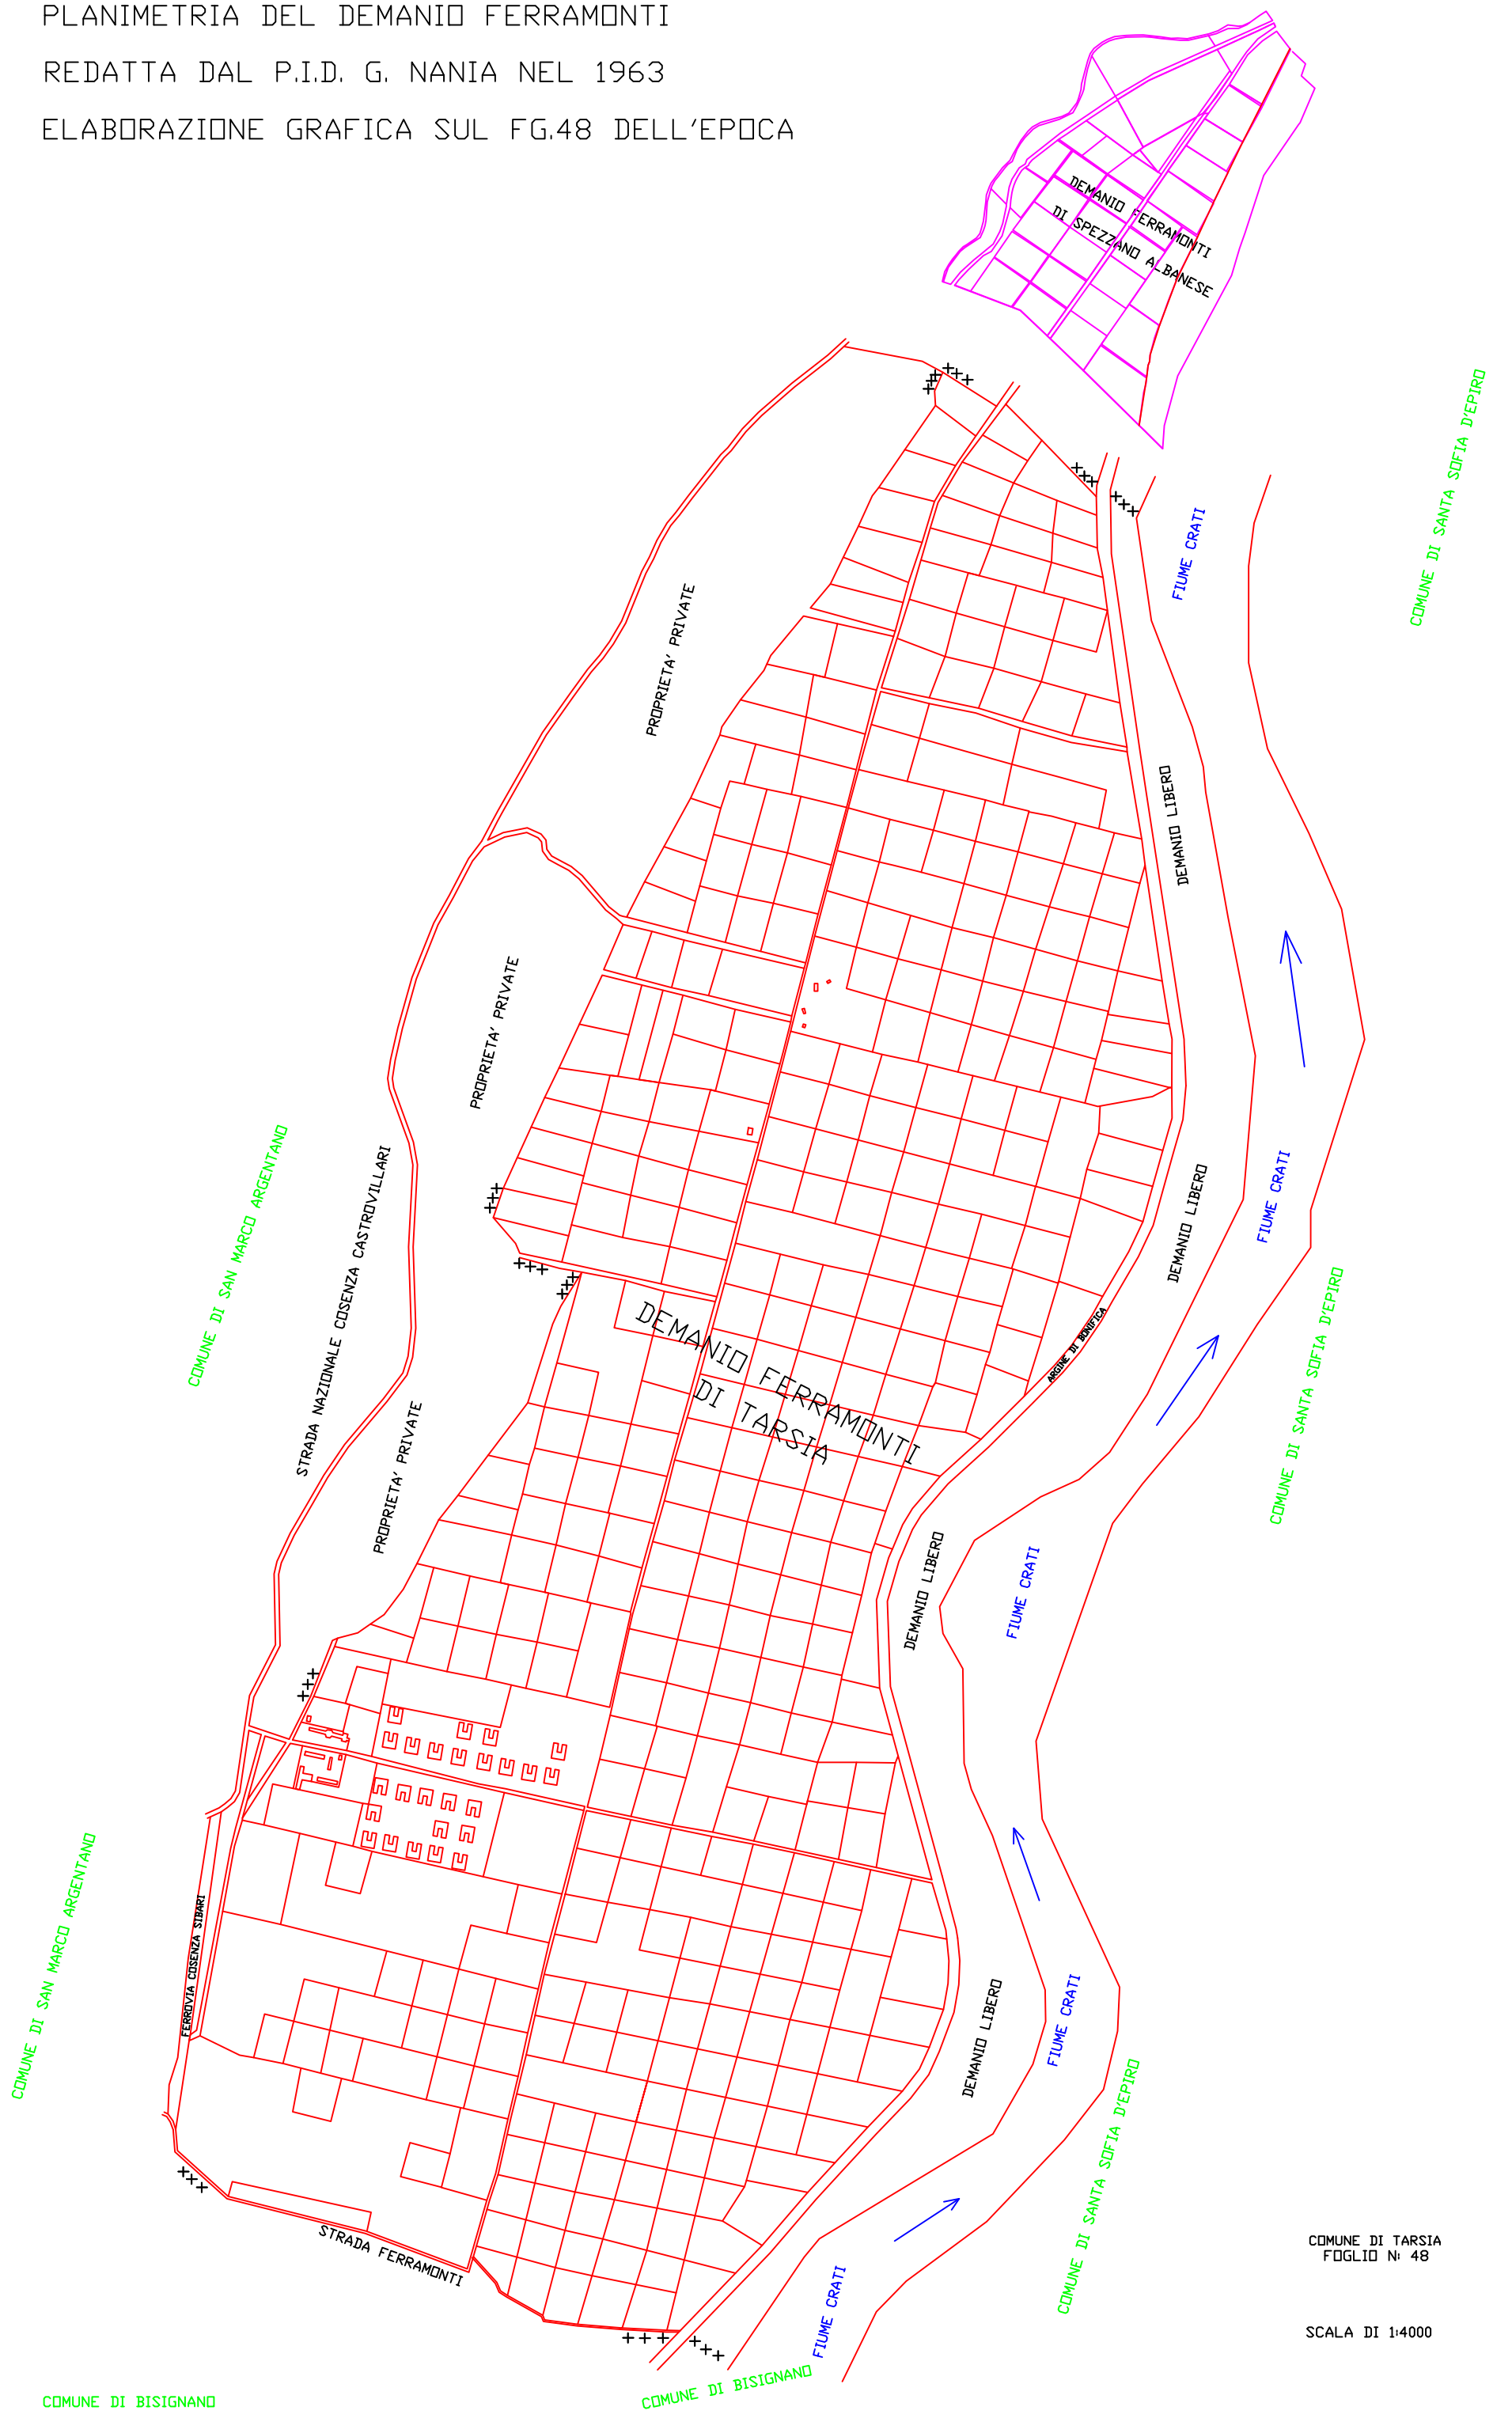 PLANIMETRIA DEL DEMANIO FERRAMONTI
REDATTA DAL P.I.D. G. NANIA NEL 1963
ELABORAZIONE GRAFICA SUL FG.48 DELL'EPOCA
DEMANIO FERRAMONTI
DI SPEZZANO ALBANESE
COMUNE DI SANTA SOFIA D'EPIRO
FIUME CRATI
PROPRIETA' PRIVATE
DEMANIO LIBERO
PROPRIETA' PRIVATE
COMUNE DI SAN MARCO ARGENTANO
STRADA NAZIONALE COSENZA CASTROVILLARI
FIUME CRATI
DEMANIO LIBERO
COMUNE DI SANTA SOFIA D'EPIRO
ARGINE DI BONIFICA
DEMANIO FERRAMONTI
DI TARSIA
PROPRIETA' PRIVATE
DEMANIO LIBERO
FIUME CRATI
COMUNE DI SAN MARCO ARGENTANO
FERROVIA COSENZA SIBARI
DEMANIO LIBERO
FIUME CRATI
COMUNE DI SANTA SOFIA D'EPIRO
STRADA FERRAMONTI
FIUME CRATI
COMUNE DI TARSIA
FOGLIO N: 48
SCALA DI 1:4000
COMUNE DI BISIGNANO
COMUNE DI BISIGNANO